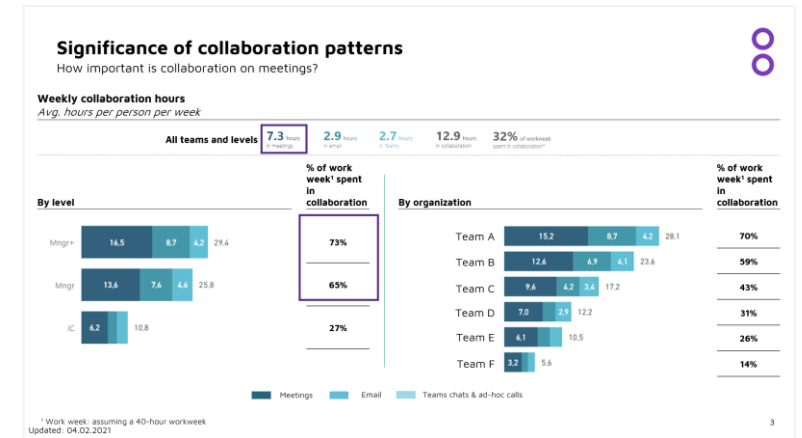 Significance of collaboration patterns
How important is collaboration on meetings?
Weekly collaboration hours
Avg. hours per person per week
All teams and levels
7.3 hours
in meetings
2.9 hours
in email
2.7 hours
in Teams
12.9 hours
in collaboration
32% of workweek
spent in collaboration²
By level
% of work
week¹ spent
in
collaboration
Mngr+ 16,5 8,7 4,2 29,4 73%
Mngr 13,6 7,6 4,6 25,8 65%
IC 6,2 10,8 27%
By organization
% of work
week¹ spent
in
collaboration
Team A 15.2 8.7 4,2 28.1 70%
Team B 12,6 6,9 4,1 23,6 59%
Team C 9,6 4,2 3,4 17,2 43%
Team D 7,0 2,9 12,2 31%
Team E 6,1 10,5 26%
Team F 3,2 5,6 14%
Meetings Email Teams chats & ad-hoc calls
¹ Work week: assuming a 40-hour workweek
Updated: 04.02.2021
3